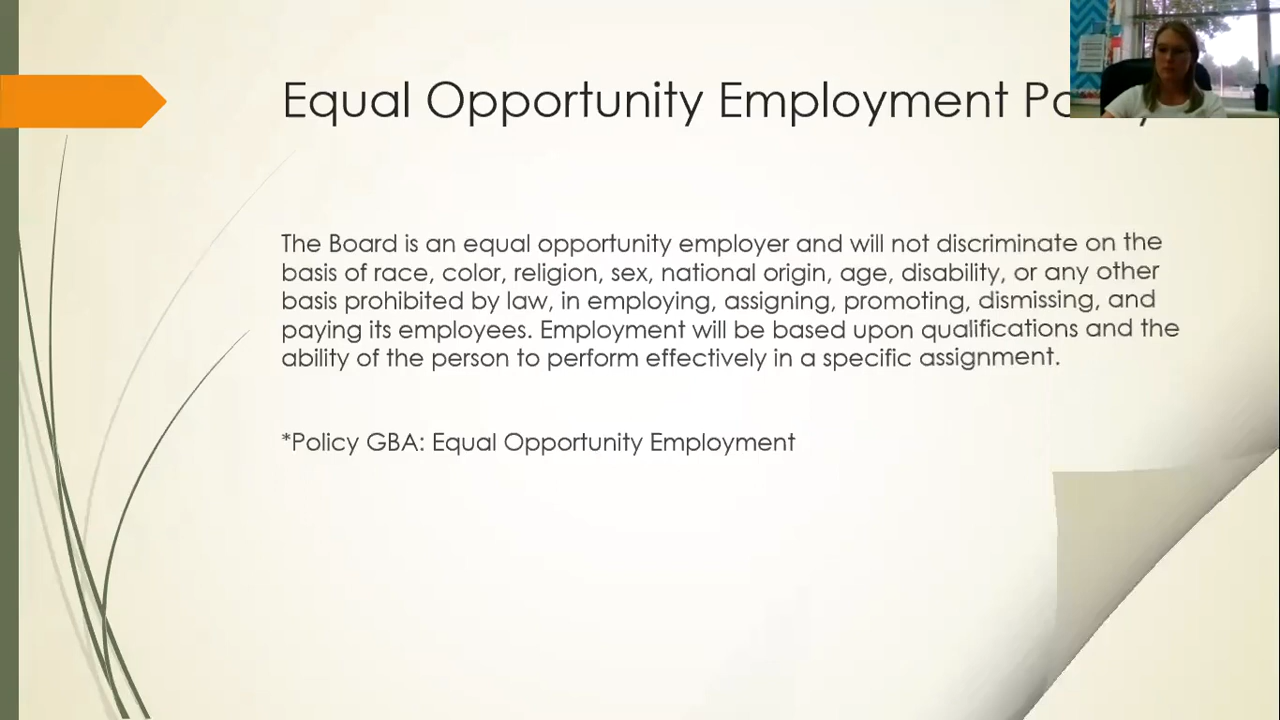 Equal Opportunity Employment
The Board is an equal opportunity employer and will not discriminate on the
basis of race, color, religion, sex, national origin, age, disability, or any other
basis prohibited by law, in employing, assigning, promoting, dismissing, and
paying its employees. Employment will be based upon qualifications and the
ability of the person to perform effectively in a specific assignment.
*Policy GBA: Equal Opportunity Employment